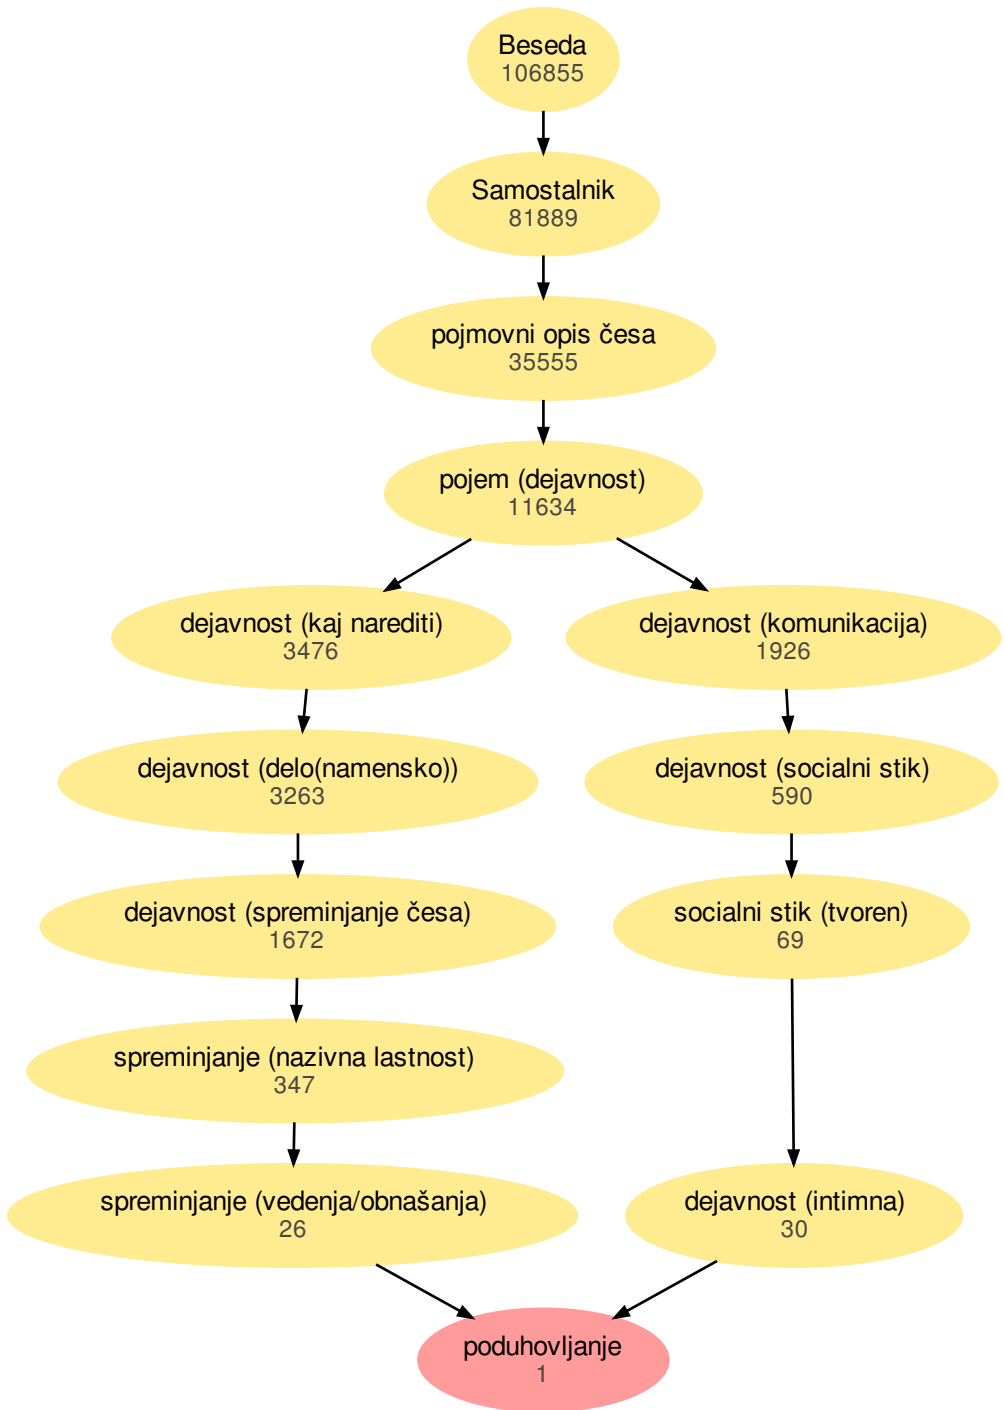 Beseda
106855
Samostalnik
81889
pojmovni opis česa
35555
pojem (dejavnost)
11634
dejavnost (kaj narediti)
3476
dejavnost (komunikacija)
1926
dejavnost (delo(namensko))
3263
dejavnost (socialni stik)
590
dejavnost (spreminjanje česa)
1672
socialni stik (tvoren)
69
spreminjanje (nazivna lastnost)
347
spreminjanje (vedenja/obnašanja)
26
dejavnost (intimna)
30
poduhovljanje
1